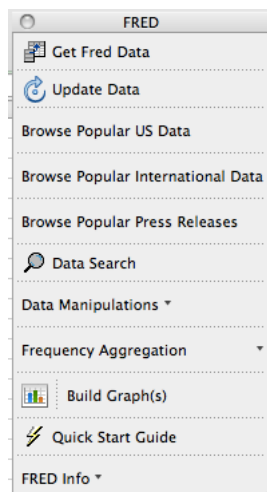 FRED
Get Fred Data
Update Data
Browse Popular US Data
Browse Popular International Data
Browse Popular Press Releases
Data Search
Data Manipulations
Frequency Aggregation
Build Graph(s)
Quick Start Guide
FRED Info